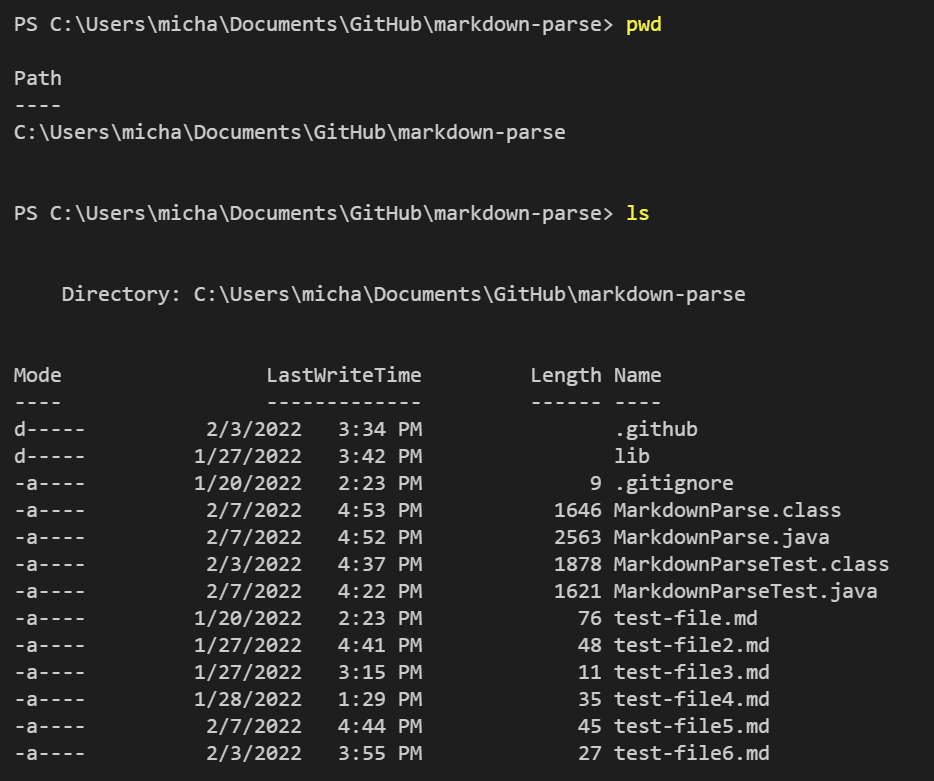 PS C:\Users\micha\Documents\GitHub\markdown-parse> pwd
Path
----
C:\Users\micha\Documents\GitHub\markdown-parse
PS C:\Users\micha\Documents\GitHub\markdown-parse> ls
    Directory: C:\Users\micha\Documents\GitHub\markdown-parse
Mode                 LastWriteTime         Length Name
----                 -------------         ------ ----
d-----          2/3/2022   3:34 PM                .github
d-----         1/27/2022   3:42 PM                lib
-a----         1/20/2022   2:23 PM              9 .gitignore
-a----          2/7/2022   4:53 PM           1646 MarkdownParse.class
-a----          2/7/2022   4:52 PM           2563 MarkdownParse.java
-a----          2/3/2022   4:37 PM           1878 MarkdownParseTest.class
-a----          2/7/2022   4:22 PM           1621 MarkdownParseTest.java
-a----         1/20/2022   2:23 PM             76 test-file.md
-a----         1/27/2022   4:41 PM             48 test-file2.md
-a----         1/27/2022   3:15 PM             11 test-file3.md
-a----         1/28/2022   1:29 PM             35 test-file4.md
-a----          2/7/2022   4:44 PM             45 test-file5.md
-a----          2/3/2022   3:55 PM             27 test-file6.md